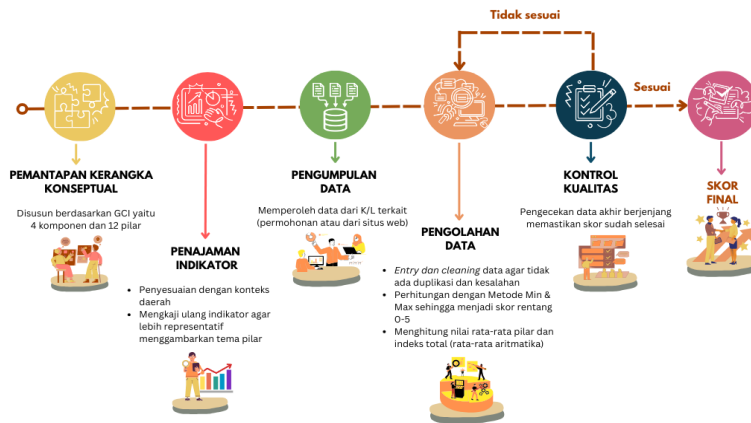 Tidak sesuai
Sesuai
PEMANTAPAN KERANGKA
KONSEPTUAL
Disusun berdasarkan GCI yaitu
4 komponen dan 12 pilar
PENAJAMAN
INDIKATOR
• Penyesuaian dengan konteks
daerah
• Mengkaji ulang indikator agar
lebih representatif
menggambarkan tema pilar
PENGUMPULAN
DATA
Memperoleh data dari K/L terkait
(permohonan atau dari situs web)
PENGOLAHAN
DATA
• Entry dan cleaning data agar tidak
ada duplikasi dan kesalahan
• Perhitungan dengan Metode Min &
Max sehingga menjadi skor rentang
0-5
• Menghitung nilai rata-rata pilar dan
indeks total (rata-rata aritmatika)
KONTROL
KUALITAS
Pengecekan data akhir berjenjang
memastikan skor sudah selesai
SKOR
FINAL